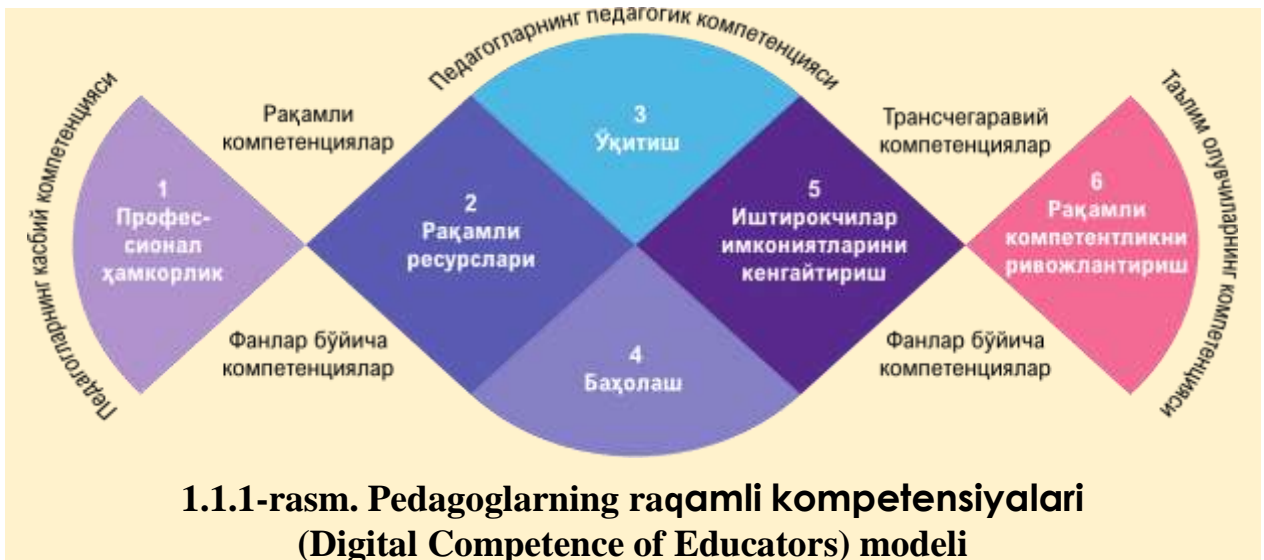 Педагогларнинг касбий компетенцияси
Педагогларнинг педагогик компетенцияси
Таълим олувчиларнинг компетенцияси
Рақамли
компетенциялар
Трансчегаравий
компетенциялар
1
Профес-
сионал
ҳамкорлик
2
Рақамли
ресурслари
3
Ўқитиш
4
Баҳолаш
5
Иштирокчилар
имкониятларини
кенгайтириш
6
Рақамли
компетентликни
ривожлантириш
Фанлар бўйича
компетенциялар
Фанлар бўйича
компетенциялар
1.1.1-rasm. Pedagoglarning raqamli kompetensiyalari
(Digital Competence of Educators) modeli